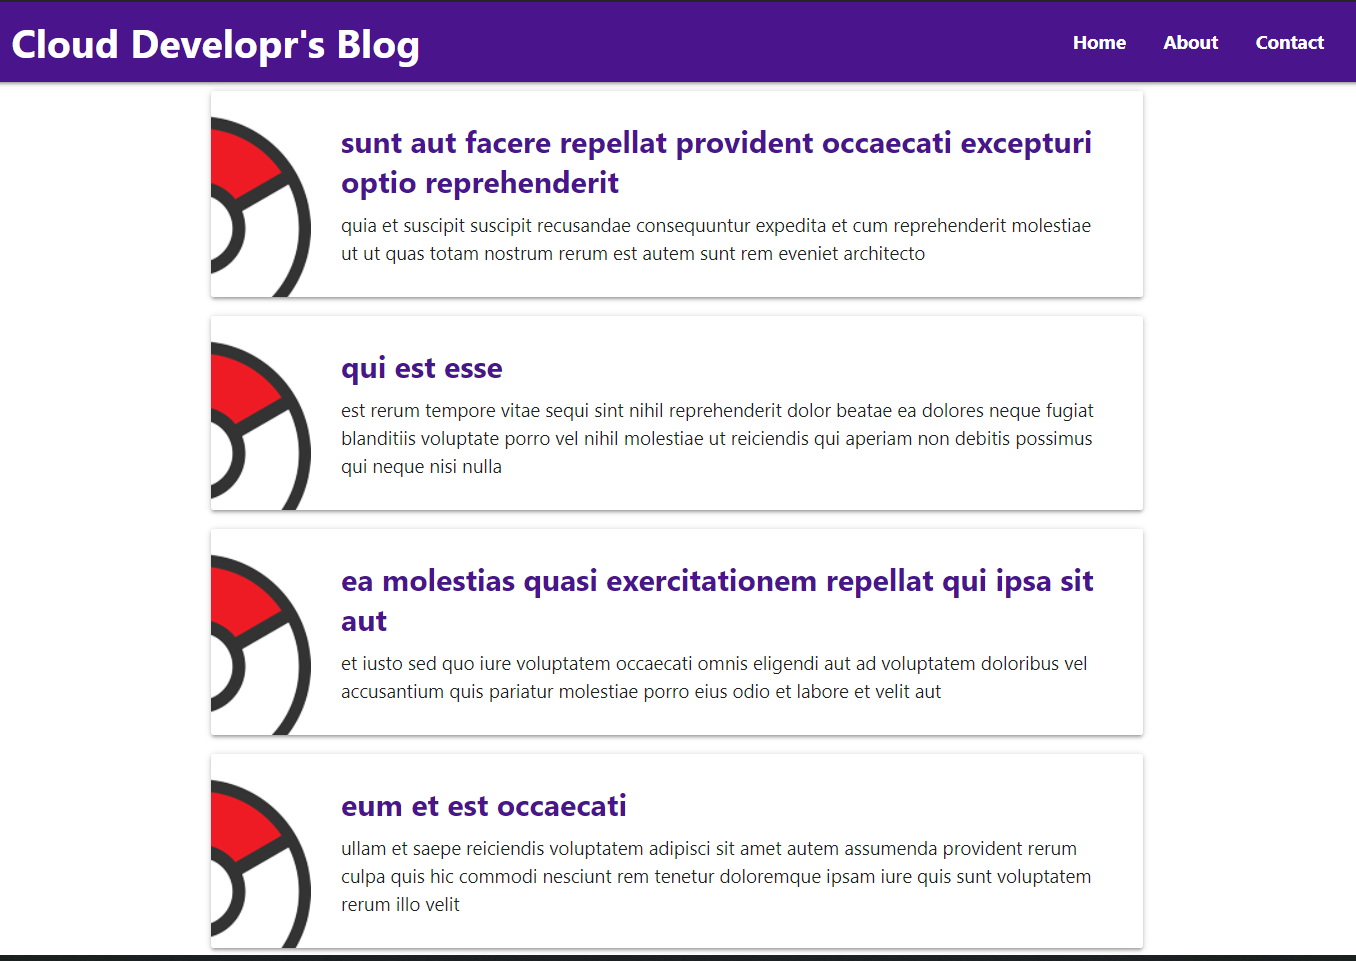 Cloud Developr's Blog
Home About Contact
sunt aut facere repellat provident occaecati excepturi
optio reprehenderit
quia et suscipit suscipit recusandae consequuntur expedita et cum reprehenderit molestiae
ut ut quas totam nostrum rerum est autem sunt rem eveniet architecto
qui est esse
est rerum tempore vitae sequi sint nihil reprehenderit dolor beatae ea dolores neque fugiat
blanditiis voluptate porro vel nihil molestiae ut reiciendis qui aperiam non debitis possimus
qui neque nisi nulla
ea molestias quasi exercitationem repellat qui ipsa sit
aut
et iusto sed quo iure voluptatem occaecati omnis eligendi aut ad voluptatem doloribus vel
accusantium quis pariatur molestiae porro eius odio et labore et velit aut
eum et est occaecati
ullam et saepe reiciendis voluptatem adipisci sit amet autem assumenda provident rerum
culpa quis hic commodi nesciunt rem tenetur doloremque ipsam iure quis sunt voluptatem
rerum illo velit